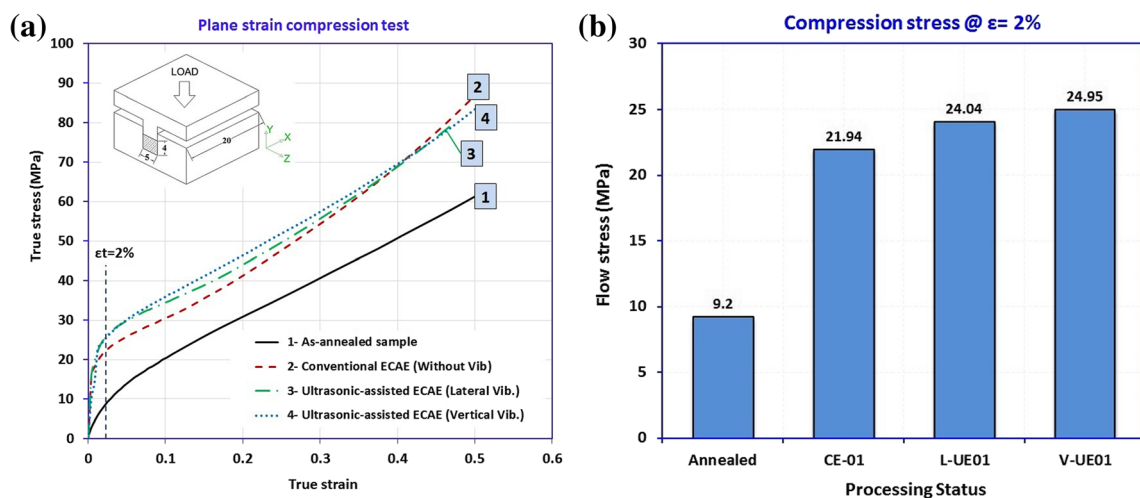 (a)
Plane strain compression test
True stress (MPa)
100
90
80
70
60
50
40
30
20
10
0
0
0.1
0.2
0.3
0.4
0.5
0.6
True strain
LOAD
4
5
20
Y
X
Z
εt=2%
2
4
3
1
1- As-annealed sample
2- Conventional ECAE (Without Vib)
3- Ultrasonic-assisted ECAE (Lateral Vib.)
4- Ultrasonic-assisted ECAE (Vertical Vib.)
(b)
Compression stress @ ε= 2%
Flow stress (MPa)
30
25
20
15
10
5
0
9.2
21.94
24.04
24.95
Annealed
CE-01
L-UE01
V-UE01
Processing Status